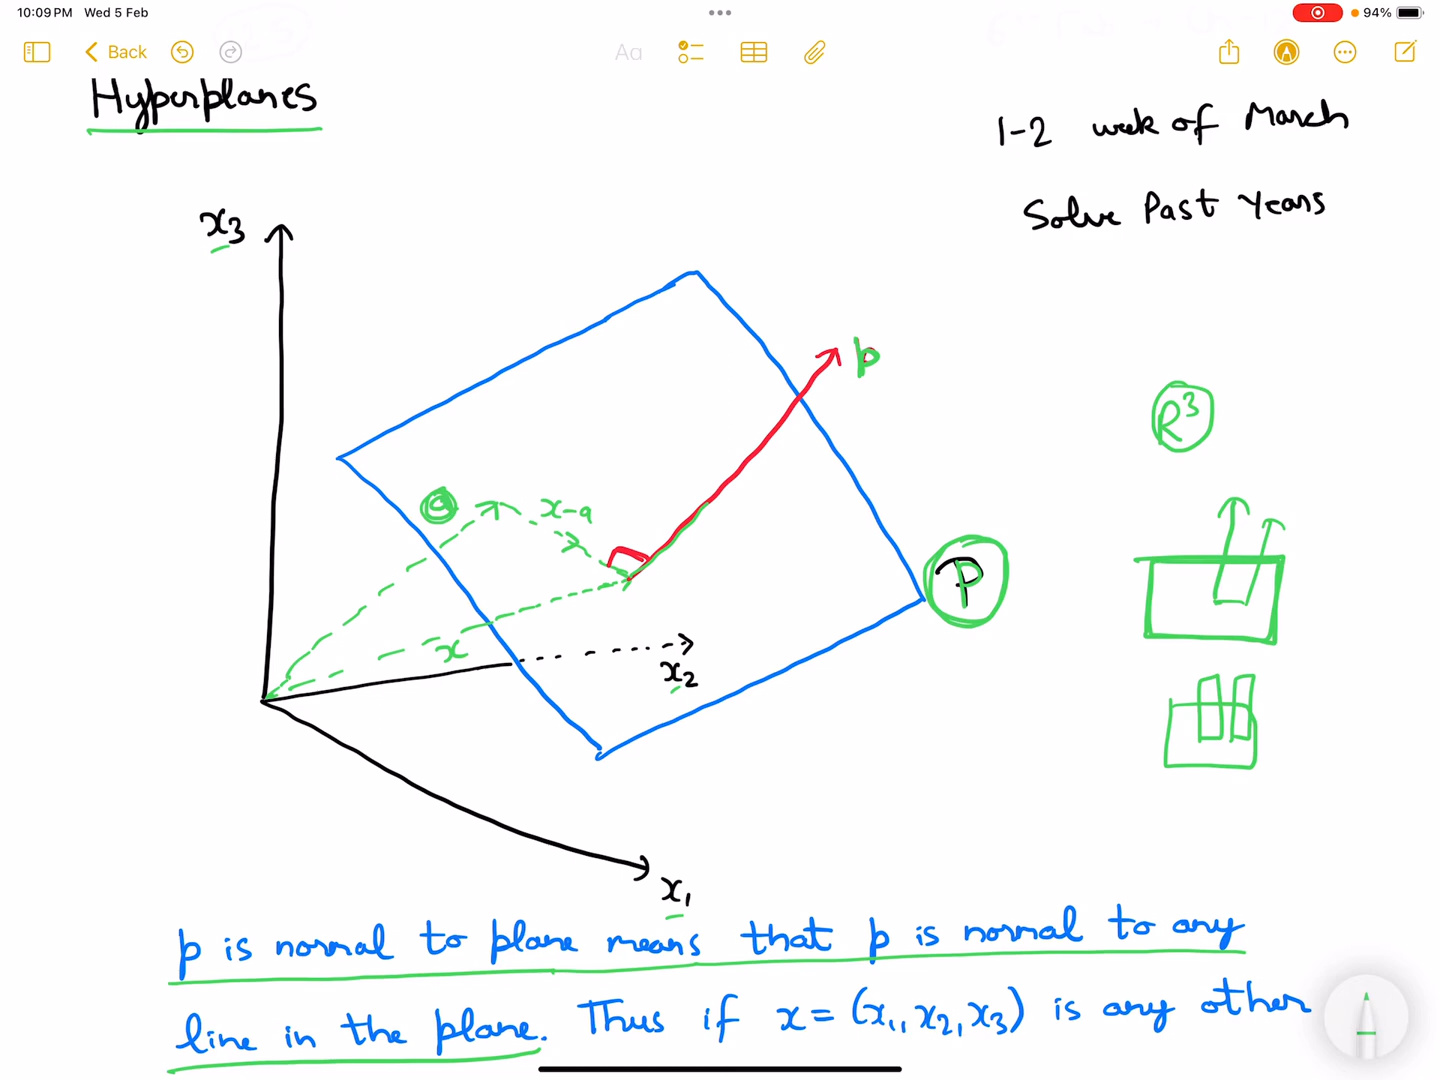 10:09 PM Wed 5 Feb
94%
Back
Aa
Hyperplanes
1-2 week of March
Solve Past Years
x3
p
R³
a
x-a
P
x
x2
x1
p is normal to plane means that p is normal to any
line in the plane. Thus if x = (x1, x2, x3) is any other